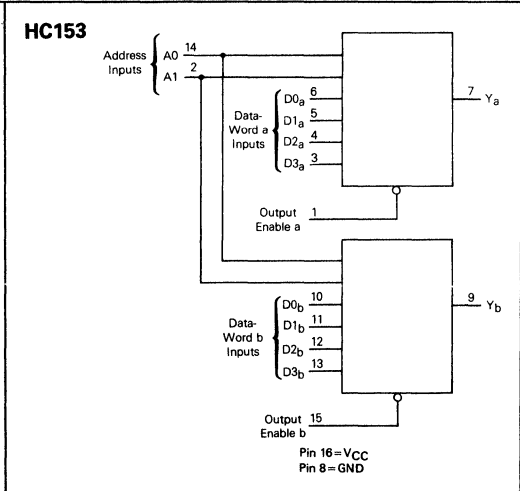 HC153
Address Inputs
A0 14
A1 2
Data-Word a Inputs
D0a 6
D1a 5
D2a 4
D3a 3
7 Ya
Output Enable a
1
Data-Word b Inputs
D0b 10
D1b 11
D2b 12
D3b 13
9 Yb
Output Enable b
15
Pin 16=VCC
Pin 8=GND